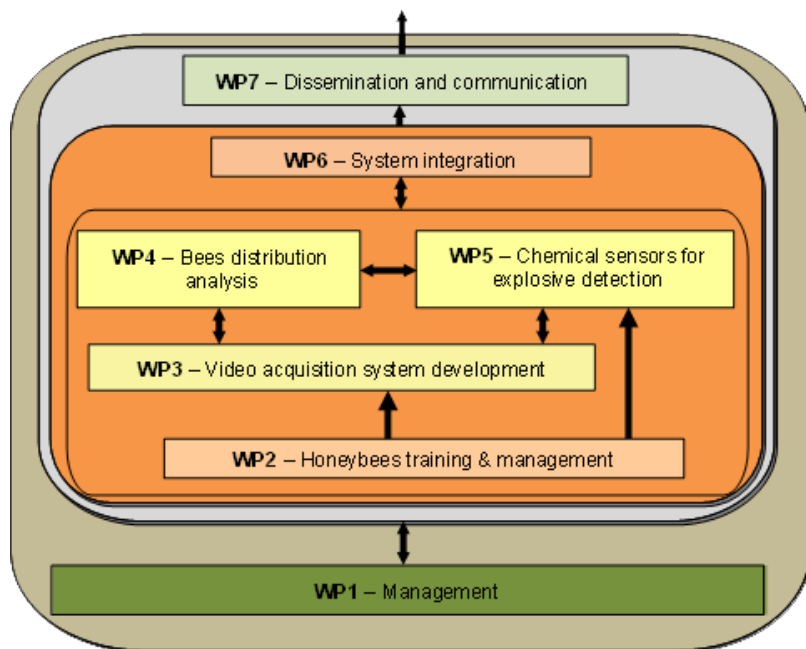 WP7 – Dissemination and communication
WP6 – System integration
WP4 – Bees distribution
analysis
WP5 – Chemical sensors for
explosive detection
WP3 – Video acquisition system development
WP2 – Honeybees training & management
WP1 – Management